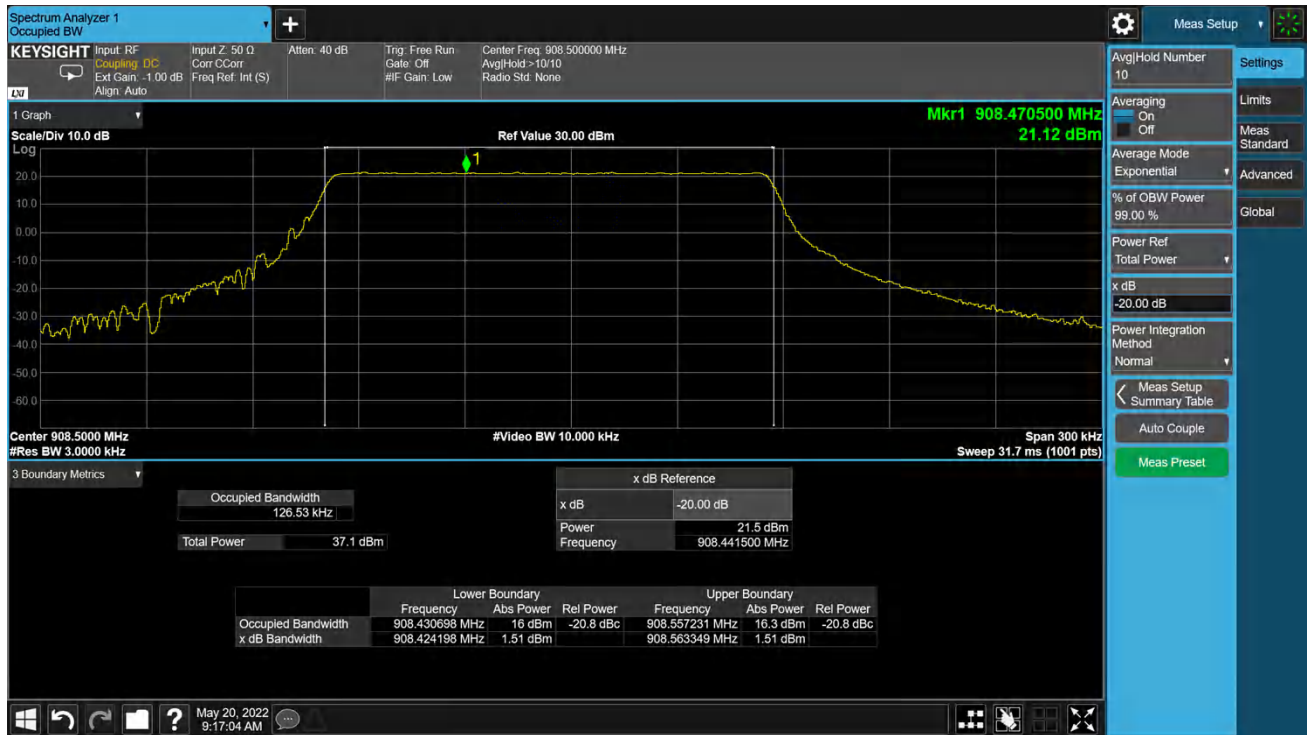 Spectrum Analyzer 1
Occupied BW
+
Meas Setup
KEYSIGHT
Input: RF
Coupling: DC
Ext Gain: -1.00 dB
Align: Auto
Input Z: 50 Ω
Corr CCorr
Freq Ref: Int (S)
Atten: 40 dB
Trig: Free Run
Gate: Off
#IF Gain: Low
Center Freq: 908.500000 MHz
Avg|Hold:>10/10
Radio Std: None
LXI
1 Graph
Scale/Div 10.0 dB
Ref Value 30.00 dBm
Mkr1 908.470500 MHz
21.12 dBm
Log
1
20.0
10.0
0.00
-10.0
-20.0
-30.0
-40.0
-50.0
-60.0
Center 908.5000 MHz
#Video BW 10.000 kHz
Span 300 kHz
#Res BW 3.0000 kHz
Sweep 31.7 ms (1001 pts)
3 Boundary Metrics
Occupied Bandwidth
126.53 kHz
Total Power 37.1 dBm
x dB Reference
x dB -20.00 dB
Power 21.5 dBm
Frequency 908.441500 MHz
Lower Boundary Upper Boundary
Frequency Abs Power Rel Power Frequency Abs Power Rel Power
Occupied Bandwidth 908.430698 MHz 16 dBm -20.8 dBc 908.557231 MHz 16.3 dBm -20.8 dBc
x dB Bandwidth 908.424198 MHz 1.51 dBm 908.563349 MHz 1.51 dBm
Avg|Hold Number
10
Averaging
On
Off
Average Mode
Exponential
% of OBW Power
99.00 %
Power Ref
Total Power
x dB
-20.00 dB
Power Integration
Method
Normal
Meas Setup
Summary Table
Auto Couple
Meas Preset
Settings
Limits
Meas
Standard
Advanced
Global
?
May 20, 2022
9:17:04 AM